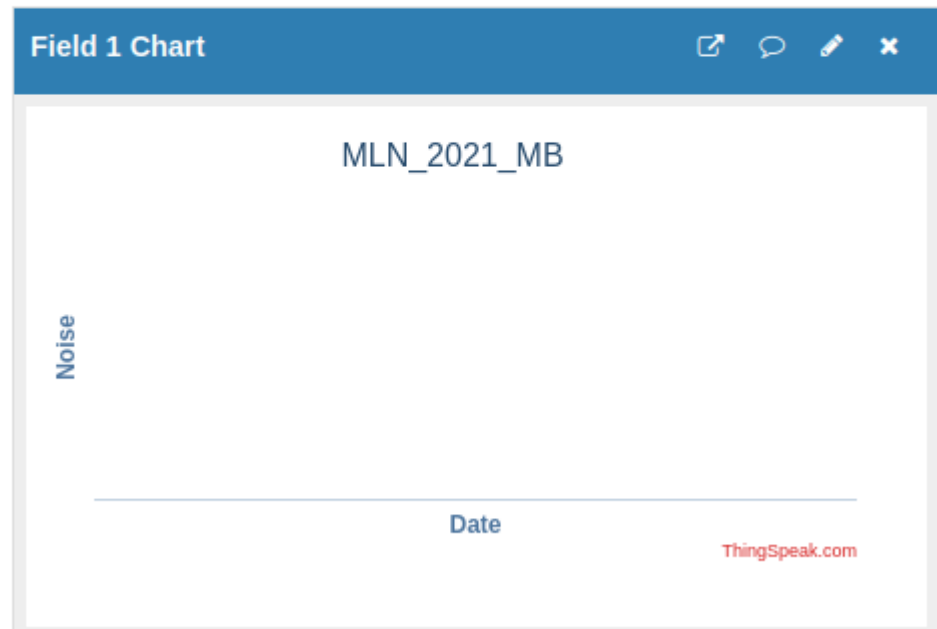 Field 1 Chart
MLN_2021_MB
Noise
Date
ThingSpeak.com